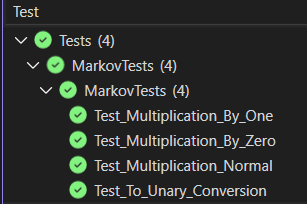 Test
Tests (4)
MarkovTests (4)
MarkovTests (4)
Test_Multiplication_By_One
Test_Multiplication_By_Zero
Test_Multiplication_Normal
Test_To_Unary_Conversion